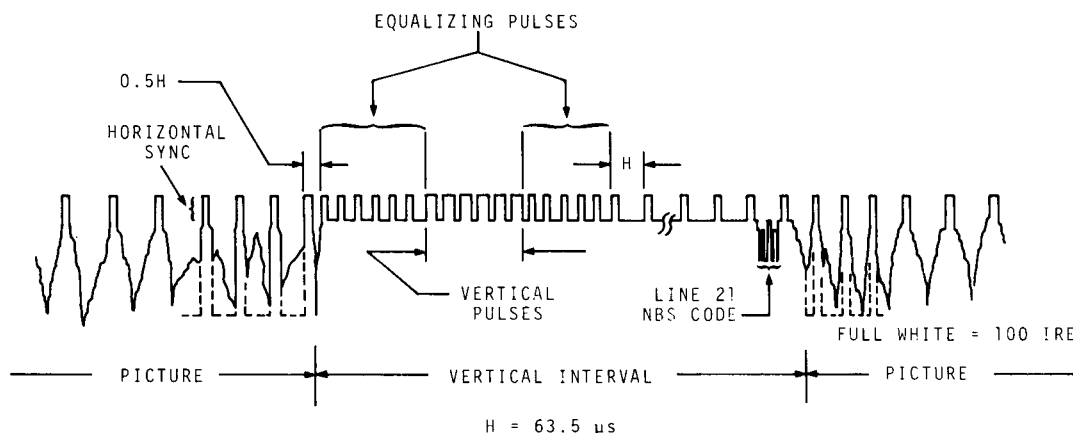 EQUALIZING PULSES
0.5H
HORIZONTAL
SYNC
H
VERTICAL
PULSES
LINE 21
NBS CODE
FULL WHITE = 100 IRE
PICTURE
VERTICAL INTERVAL
PICTURE
H = 63.5 µs